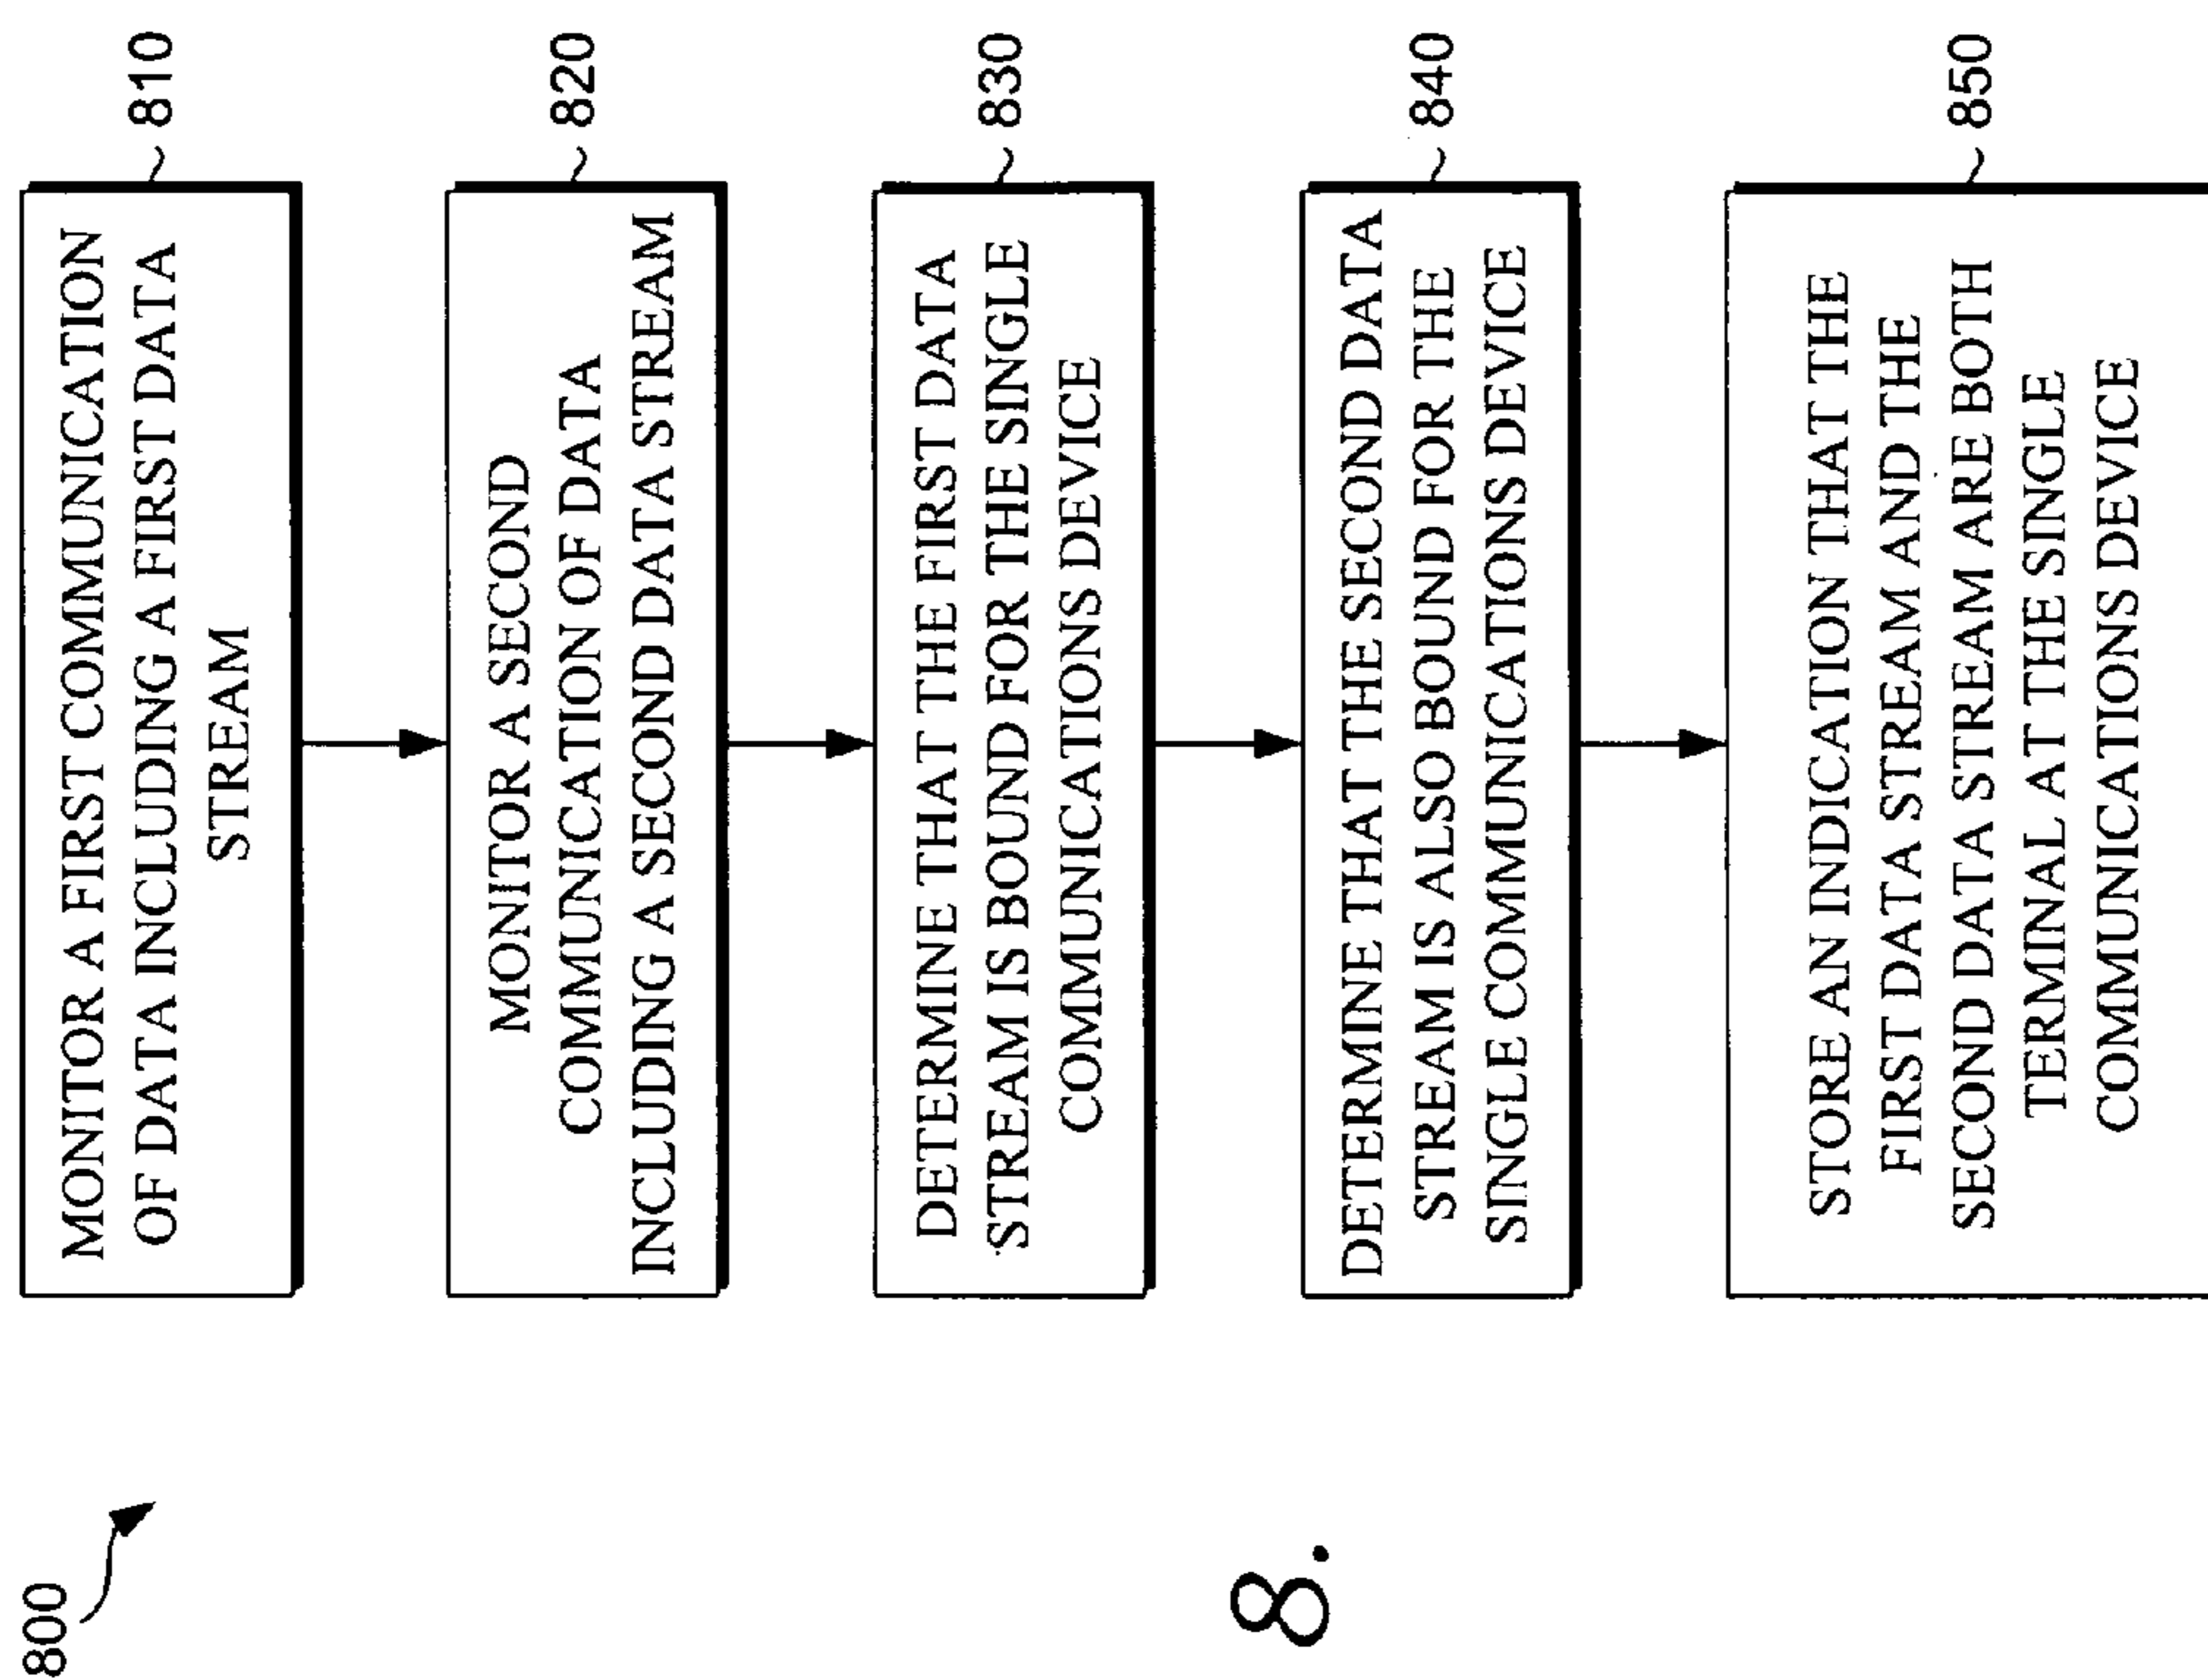 800
MONITOR A FIRST COMMUNICATION
OF DATA INCLUDING A FIRST DATA
STREAM
810
MONITOR A SECOND
COMMUNICATION OF DATA
INCLUDING A SECOND DATA STREAM
820
DETERMINE THAT THE FIRST DATA
STREAM IS BOUND FOR THE SINGLE
COMMUNICATIONS DEVICE
830
DETERMINE THAT THE SECOND DATA
STREAM IS ALSO BOUND FOR THE
SINGLE COMMUNICATIONS DEVICE
840
STORE AN INDICATION THAT THE
FIRST DATA STREAM AND THE
SECOND DATA STREAM ARE BOTH
TERMINAL AT THE SINGLE
COMMUNICATIONS DEVICE
850
8.